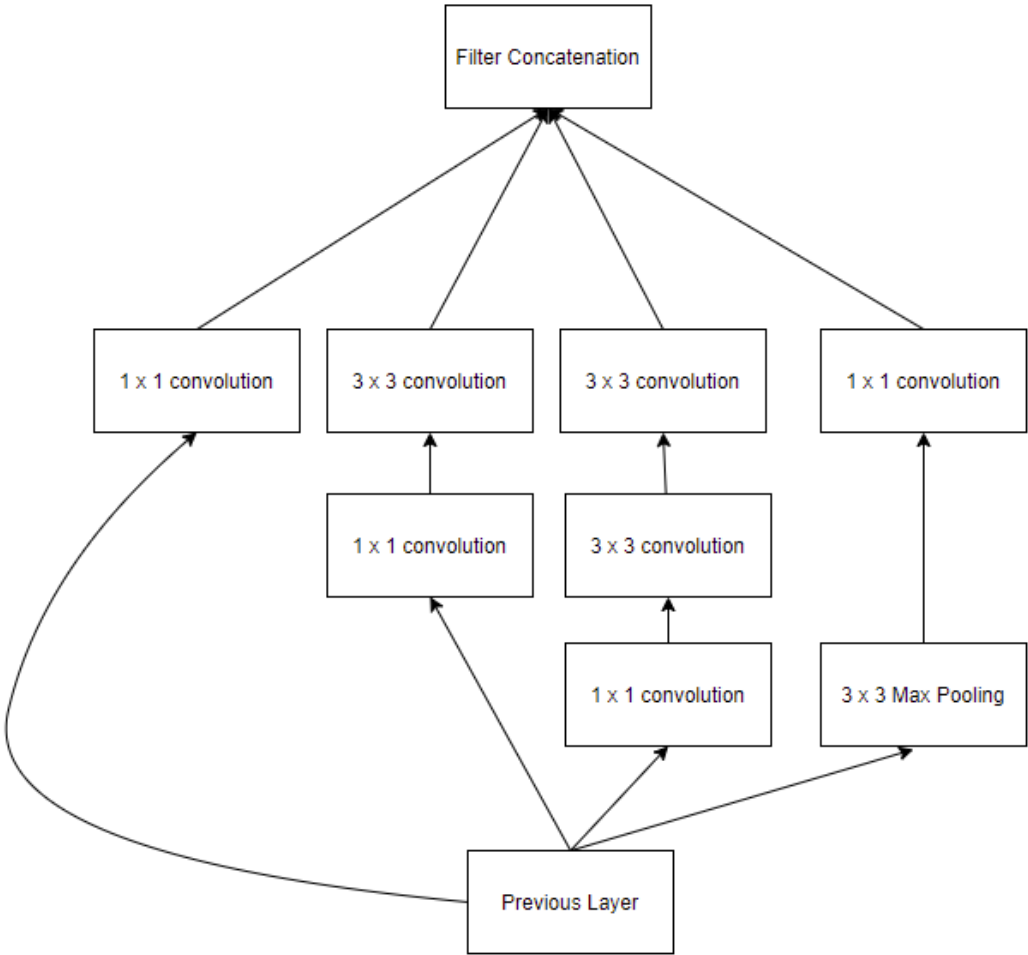 Filter Concatenation
1 x 1 convolution
3 x 3 convolution
3 x 3 convolution
1 x 1 convolution
1 x 1 convolution
3 x 3 convolution
1 x 1 convolution
3 x 3 Max Pooling
Previous Layer